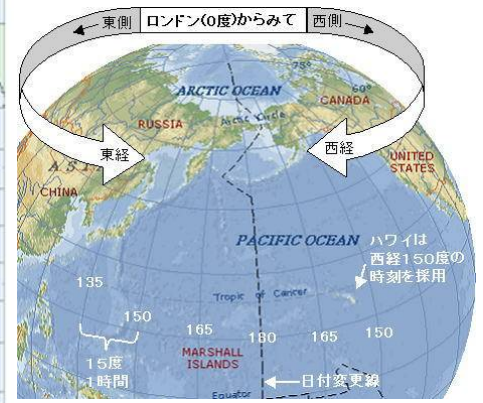 ← 東側
ロンドン(0度)からみて
西側 →
ARCTIC OCEAN
75°
60°
CANADA
RUSSIA
Arctic Circle
東経
西経
ASIA
CHINA
UNITED
STATES
PACIFIC OCEAN
ハワイは
西経150度の
時刻を採用
135
Tropic of Cancer
150
165
180
165
150
15度
1時間
MARSHALL
ISLANDS
←日付変更線
Equator